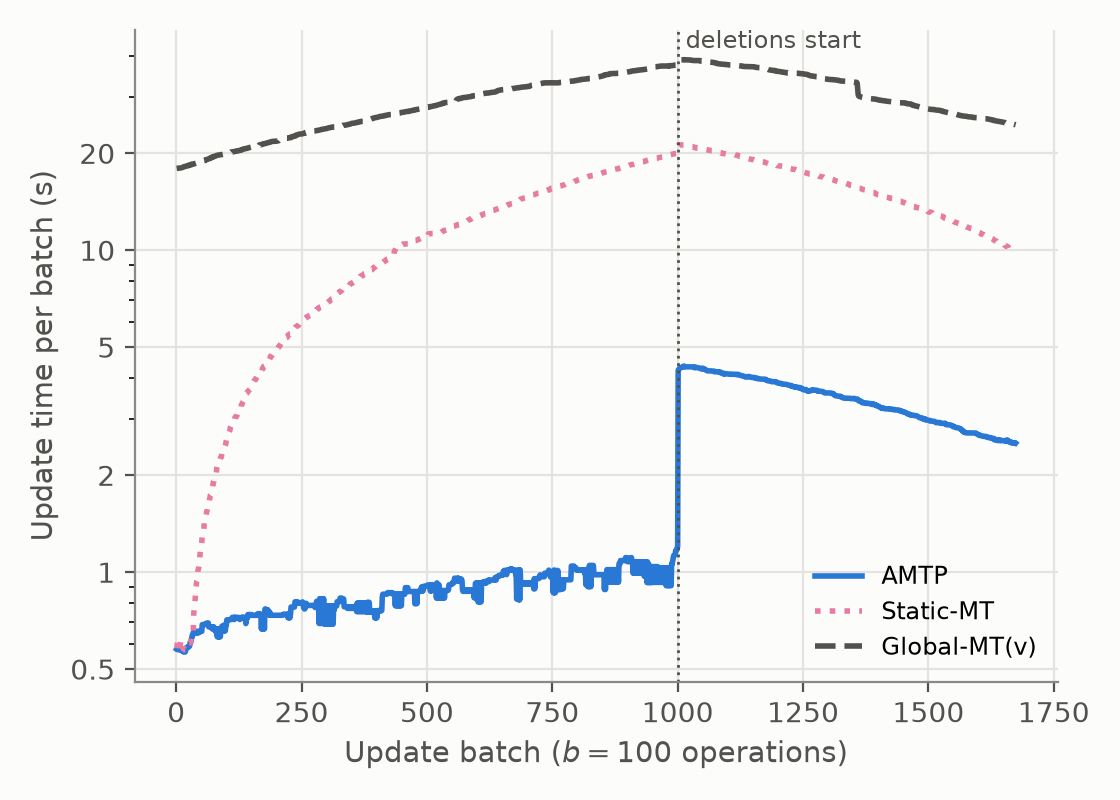 deletions start
Update time per batch (s)
20
10
5
2
1
0.5
AMTP
Static-MT
Global-MT(v)
0 250 500 750 1000 1250 1500 1750
Update batch (b = 100 operations)